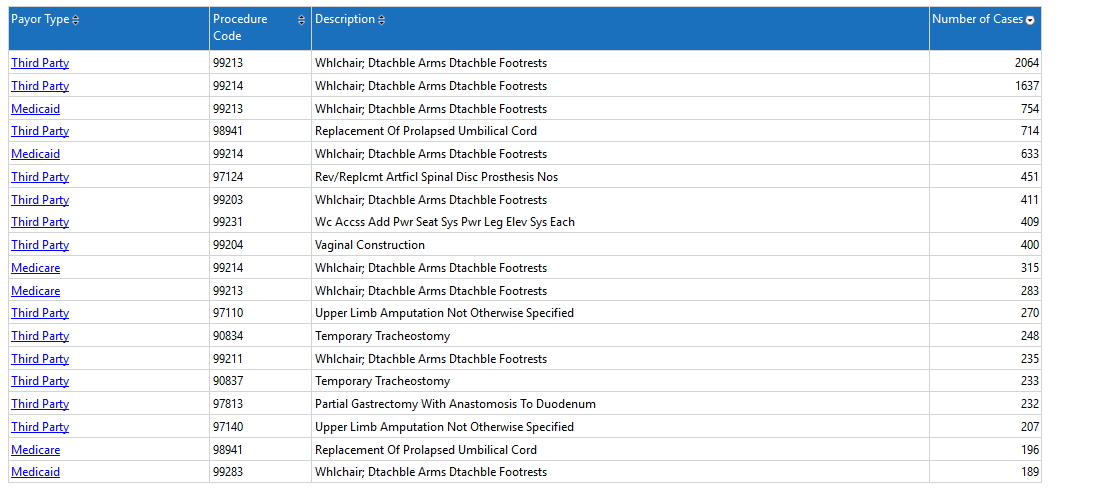 Payor Type Procedure Code Description Number of Cases
Third Party 99213 Whlchair; Dtachble Arms Dtachble Footrests 2064
Third Party 99214 Whlchair; Dtachble Arms Dtachble Footrests 1637
Medicaid 99213 Whlchair; Dtachble Arms Dtachble Footrests 754
Third Party 98941 Replacement Of Prolapsed Umbilical Cord 714
Medicaid 99214 Whlchair; Dtachble Arms Dtachble Footrests 633
Third Party 97124 Rev/Replcmt Artficl Spinal Disc Prosthesis Nos 451
Third Party 99203 Whlchair; Dtachble Arms Dtachble Footrests 411
Third Party 99231 Wc Accss Add Pwr Seat Sys Pwr Leg Elev Sys Each 409
Third Party 99204 Vaginal Construction 400
Medicare 99214 Whlchair; Dtachble Arms Dtachble Footrests 315
Medicare 99213 Whlchair; Dtachble Arms Dtachble Footrests 283
Third Party 97110 Upper Limb Amputation Not Otherwise Specified 270
Third Party 90834 Temporary Tracheostomy 248
Third Party 99211 Whlchair; Dtachble Arms Dtachble Footrests 235
Third Party 90837 Temporary Tracheostomy 233
Third Party 97813 Partial Gastrectomy With Anastomosis To Duodenum 232
Third Party 97140 Upper Limb Amputation Not Otherwise Specified 207
Medicare 98941 Replacement Of Prolapsed Umbilical Cord 196
Medicaid 99283 Whlchair; Dtachble Arms Dtachble Footrests 189